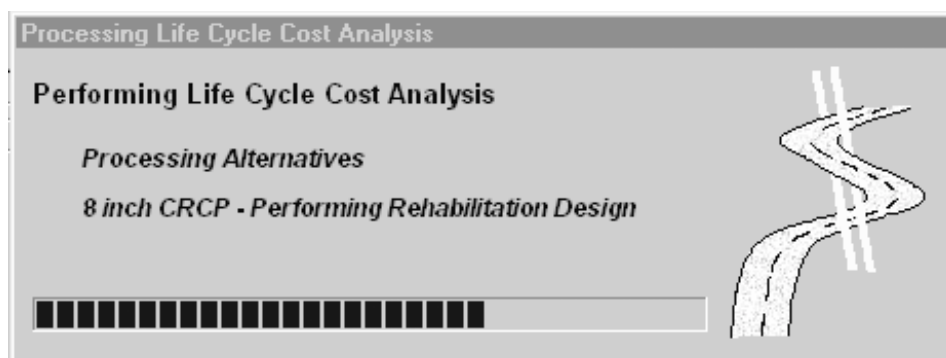 Processing Life Cycle Cost Analysis
Performing Life Cycle Cost Analysis
Processing Alternatives
8 inch CRCP - Performing Rehabilitation Design